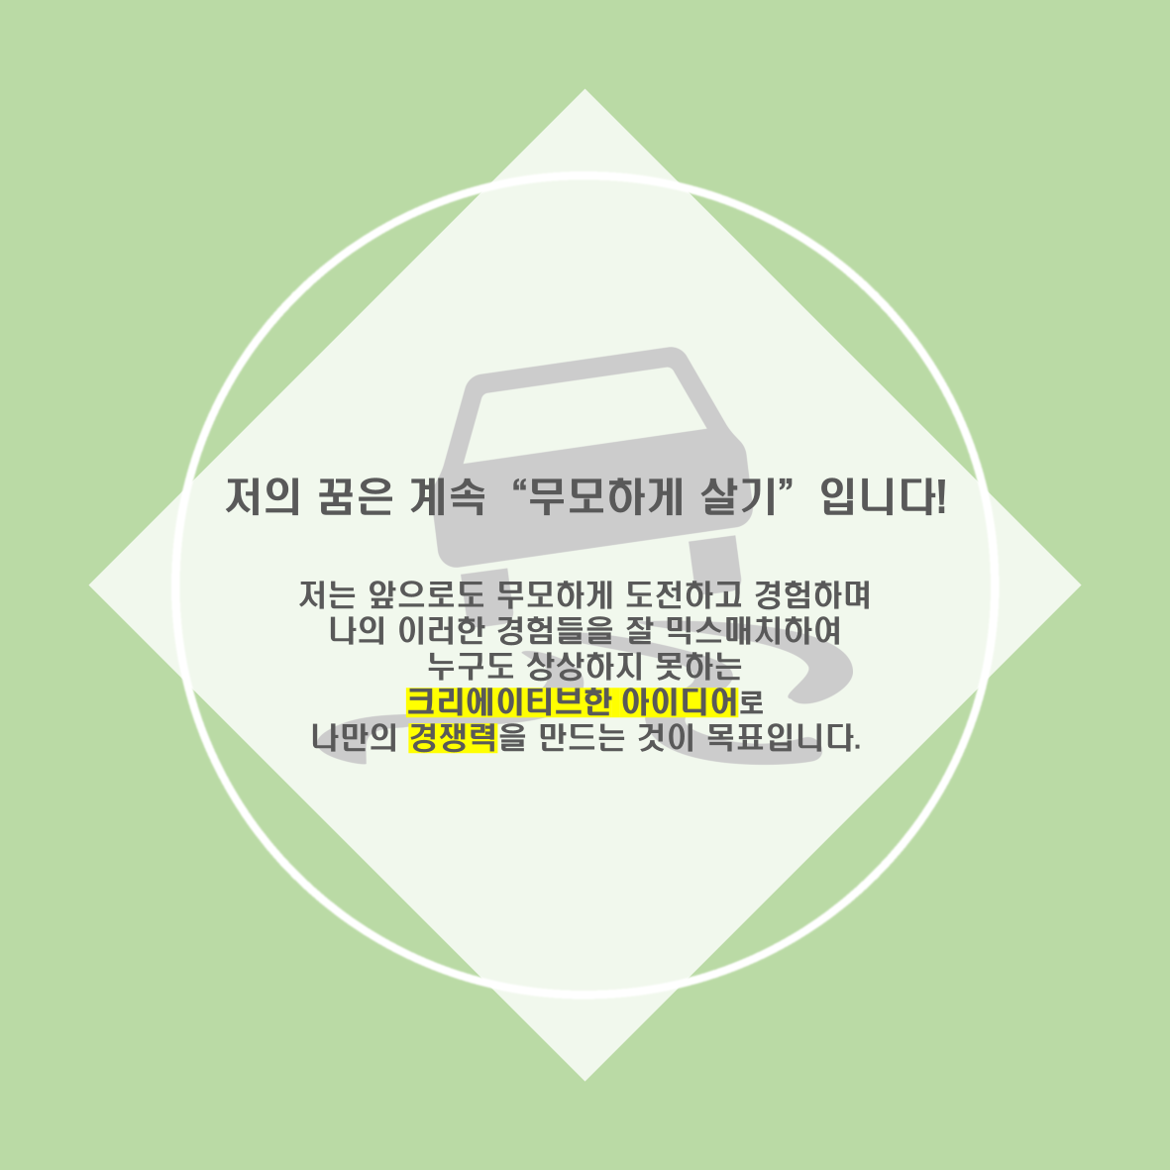 저의 꿈은 계속 “무모하게 살기” 입니다!
저는 앞으로도 무모하게 도전하고 경험하며
나의 이러한 경험들을 잘 믹스매치하여
누구도 상상하지 못하는
크리에이티브한 아이디어로
나만의 경쟁력을 만드는 것이 목표입니다.